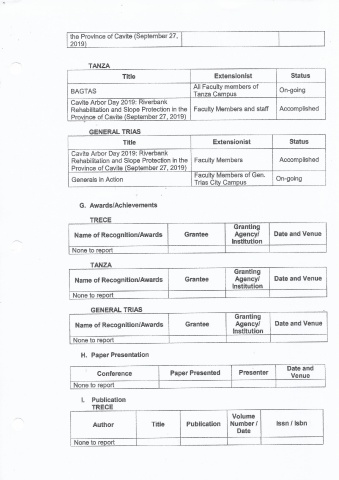 the Province of Cavite (September 27,
2019)
TANZA
Title Extensionist Status
BAGTAS All Faculty members of Tanza Campus On-going
Cavite Arbor Day 2019: Riverbank
Rehabilitation and Slope Protection in the
Province of Cavite (September 27, 2019) Faculty Members and staff Accomplished
GENERAL TRIAS
Title Extensionist Status
Cavite Arbor Day 2019: Riverbank
Rehabilitation and Slope Protection in the
Province of Cavite (September 27, 2019) Faculty Members Accomplished
Generals in Action Faculty Members of Gen. Trias City Campus On-going
G. Awards/Achievements
TRECE
Name of Recognition/Awards Grantee Granting Agency/ Institution Date and Venue
None to report
TANZA
Name of Recognition/Awards Grantee Granting Agency/ Institution Date and Venue
None to report
GENERAL TRIAS
Name of Recognition/Awards Grantee Granting Agency/ Institution Date and Venue
None to report
H. Paper Presentation
Conference Paper Presented Presenter Date and Venue
None to report
I. Publication
TRECE
Author Title Publication Volume Number / Date Issn / Isbn
None to report